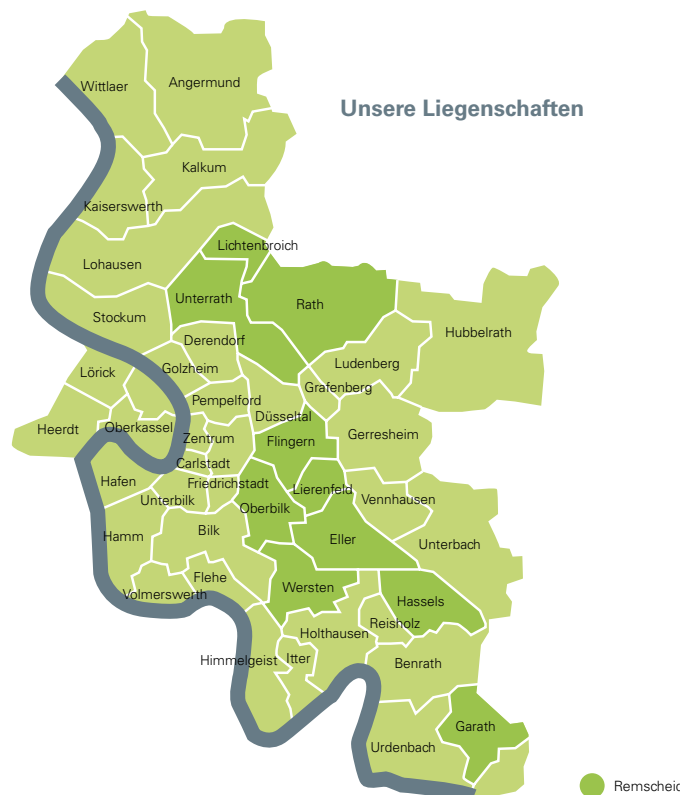 Wittlaer
Angermund
Unsere Liegenschaften
Kalkum
Kaiserswerth
Lichtenbroich
Lohausen
Unterrath
Rath
Stockum
Hubbelrath
Derendorf
Golzheim
Ludenberg
Lörick
Grafenberg
Pempelford
Düsseltal
Heerdt
Oberkassel
Zentrum
Flingern
Gerresheim
Carlstadt
Hafen
Friedrichstadt
Lierenfeld
Unterbilk
Vennhausen
Oberbilk
Hamm
Bilk
Eller
Unterbach
Flehe
Wersten
Volmerswerth
Hassels
Reisholz
Holthausen
Himmelgeist
Itter
Benrath
Garath
Urdenbach